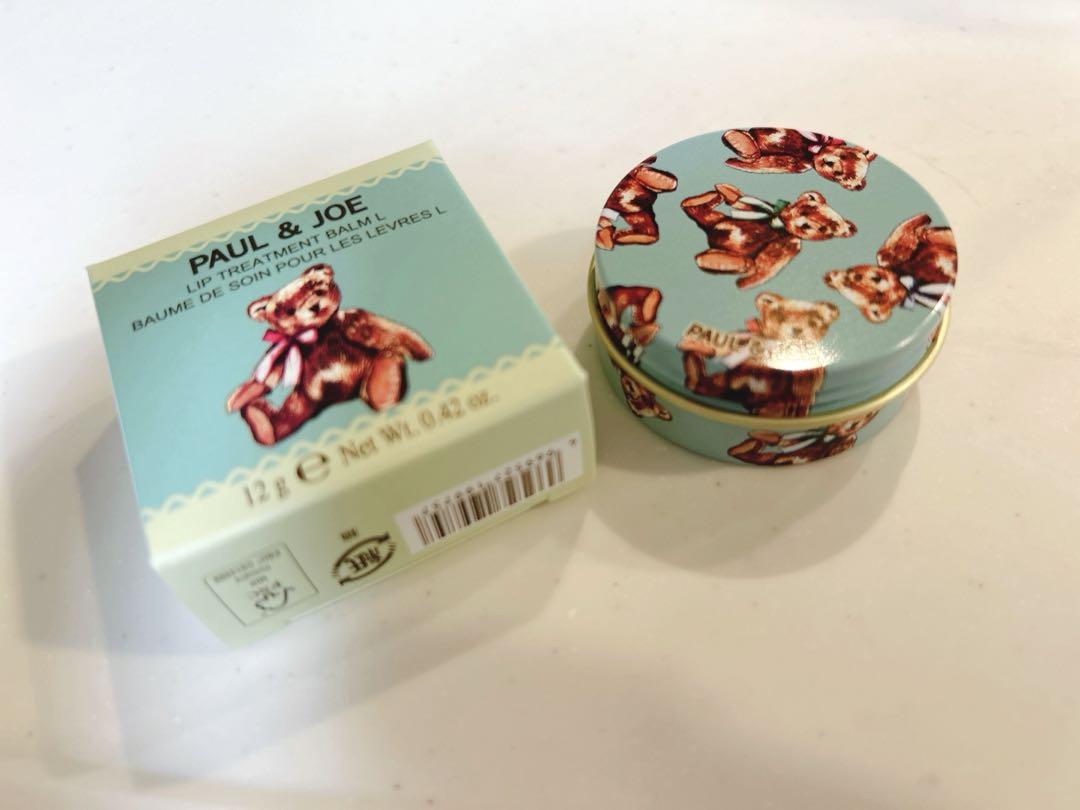 PAUL & JOE
LIP TREATMENT BALM L
BAUME DE SOIN POUR LES LEVRES L
12 g e Net Wt. 0.42 oz.
PAUL & JOE